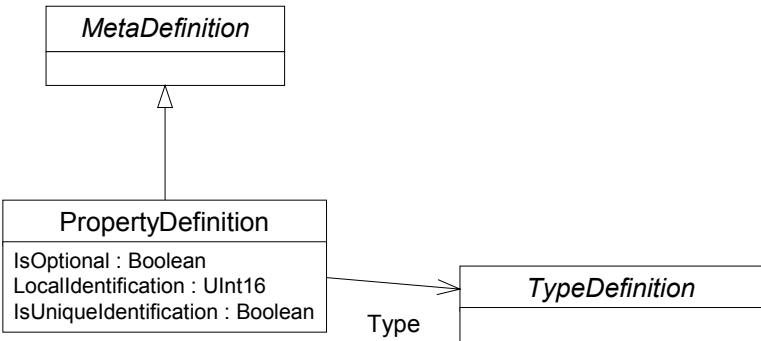 MetaDefinition
PropertyDefinition
IsOptional : Boolean
LocalIdentification : UInt16
IsUniqueIdentification : Boolean
Type
TypeDefinition